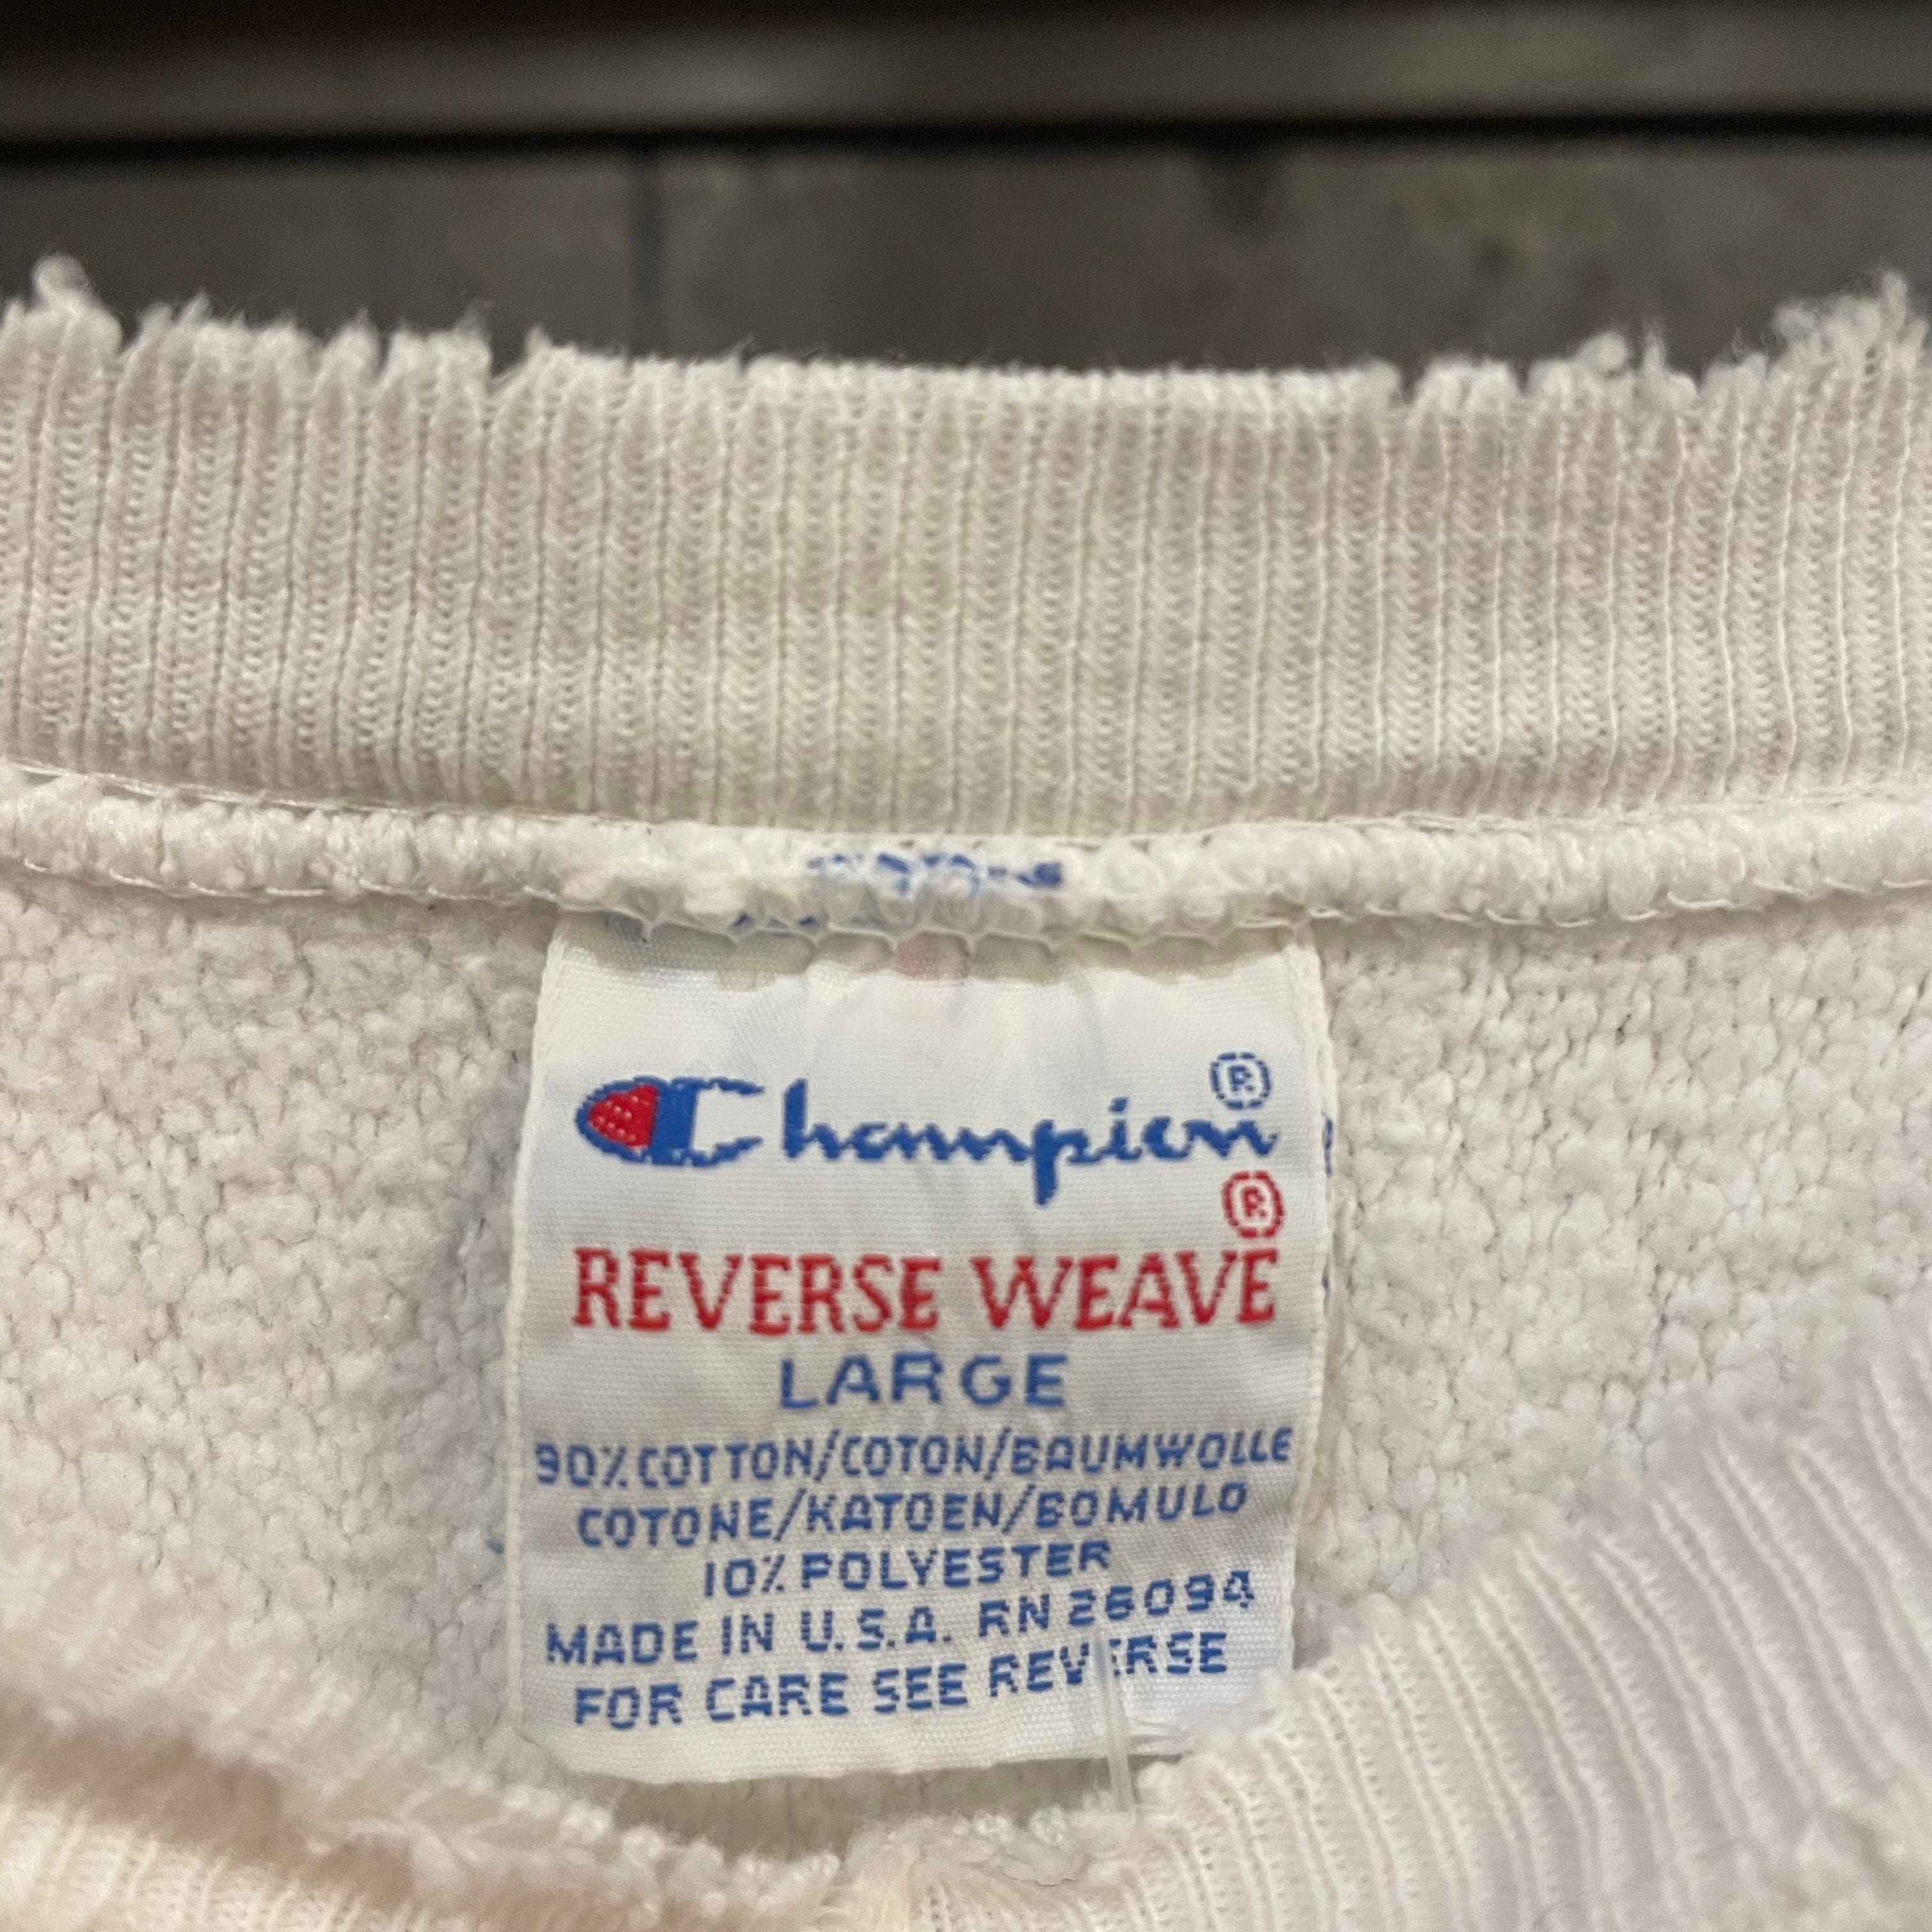 Champion®
®
REVERSE WEAVE
LARGE
90% COTTON/COTON/BAUMWOLLE
COTONE/KATOEN/BOMULO
10% POLYESTER
MADE IN U.S.A. RN 26094
FOR CARE SEE REVERSE